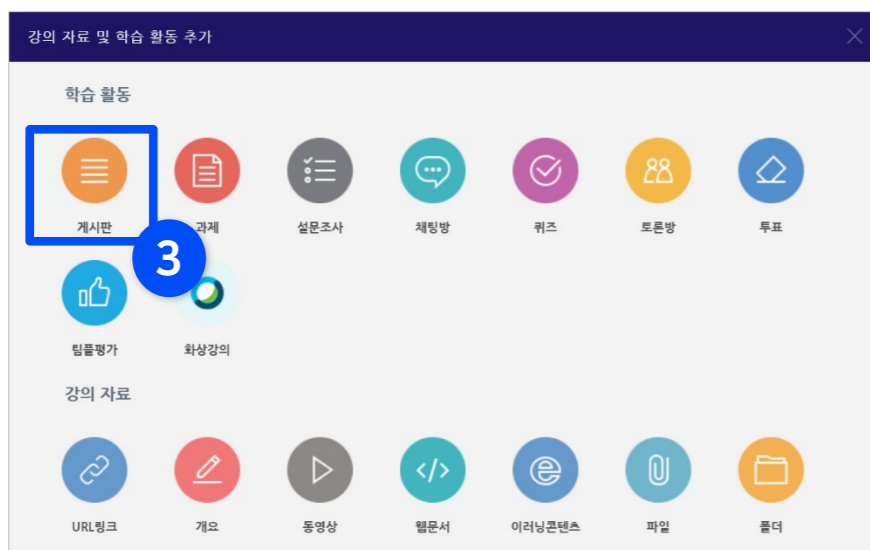 강의 자료 및 학습 활동 추가
학습 활동
게시판 과제 설문조사 채팅방 퀴즈 토론방 투표
3
팀플평가 화상강의
강의 자료
URL링크 개요 동영상 웹문서 이러닝콘텐츠 파일 폴더